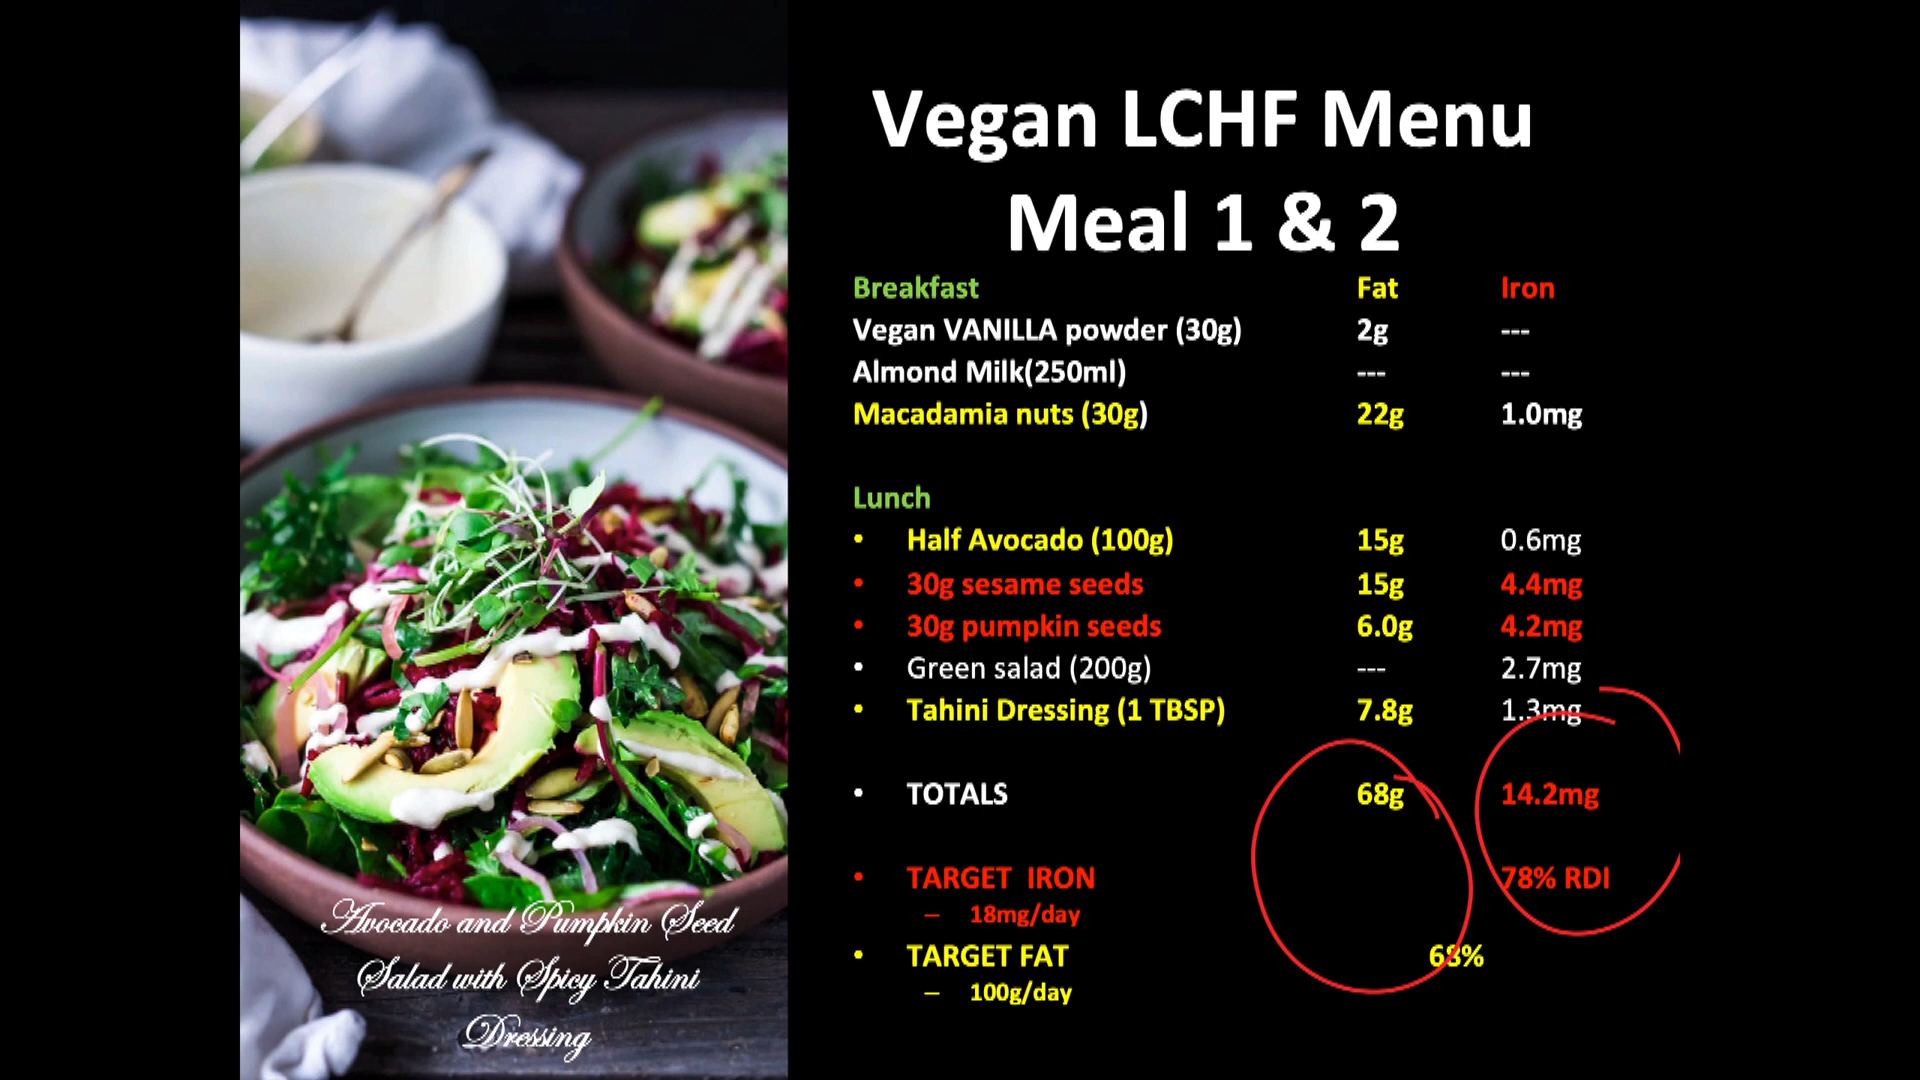 Vegan LCHF Menu
Meal 1 & 2
Breakfast Fat Iron
Vegan VANILLA powder (30g) 2g ---
Almond Milk(250ml) --- ---
Macadamia nuts (30g) 22g 1.0mg
Lunch
• Half Avocado (100g) 15g 0.6mg
• 30g sesame seeds 15g 4.4mg
• 30g pumpkin seeds 6.0g 4.2mg
• Green salad (200g) --- 2.7mg
• Tahini Dressing (1 TBSP) 7.8g 1.3mg
• TOTALS 68g 14.2mg
• TARGET IRON 78% RDI
– 18mg/day
• TARGET FAT 68%
– 100g/day
Avocado and Pumpkin Seed
Salad with Spicy Tahini
Dressing